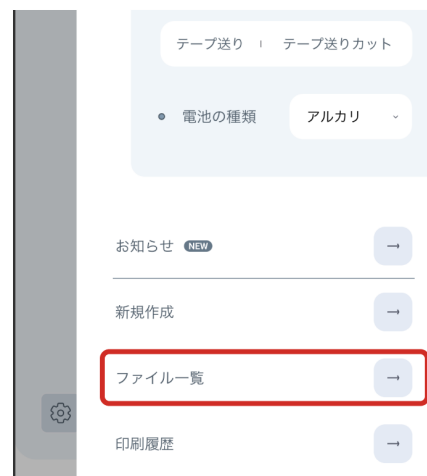 テープ送り テープ送りカット
電池の種類 アルカリ
お知らせ NEW
新規作成
ファイル一覧
印刷履歴